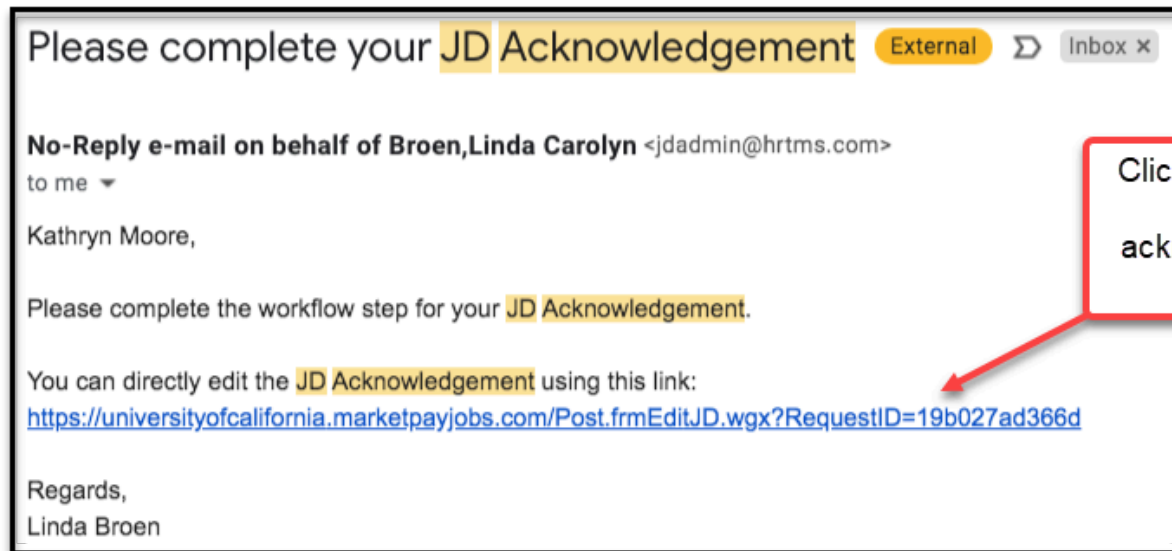 Please complete your JD Acknowledgement External Inbox ×
No-Reply e-mail on behalf of Broen,Linda Carolyn <jdadmin@hrtms.com>
to me
Kathryn Moore,
Please complete the workflow step for your JD Acknowledgement.
You can directly edit the JD Acknowledgement using this link:
https://universityofcalifornia.marketpayjobs.com/Post.frmEditJD.wgx?RequestID=19b027ad366d
Regards,
Linda Broen
Clic
ack